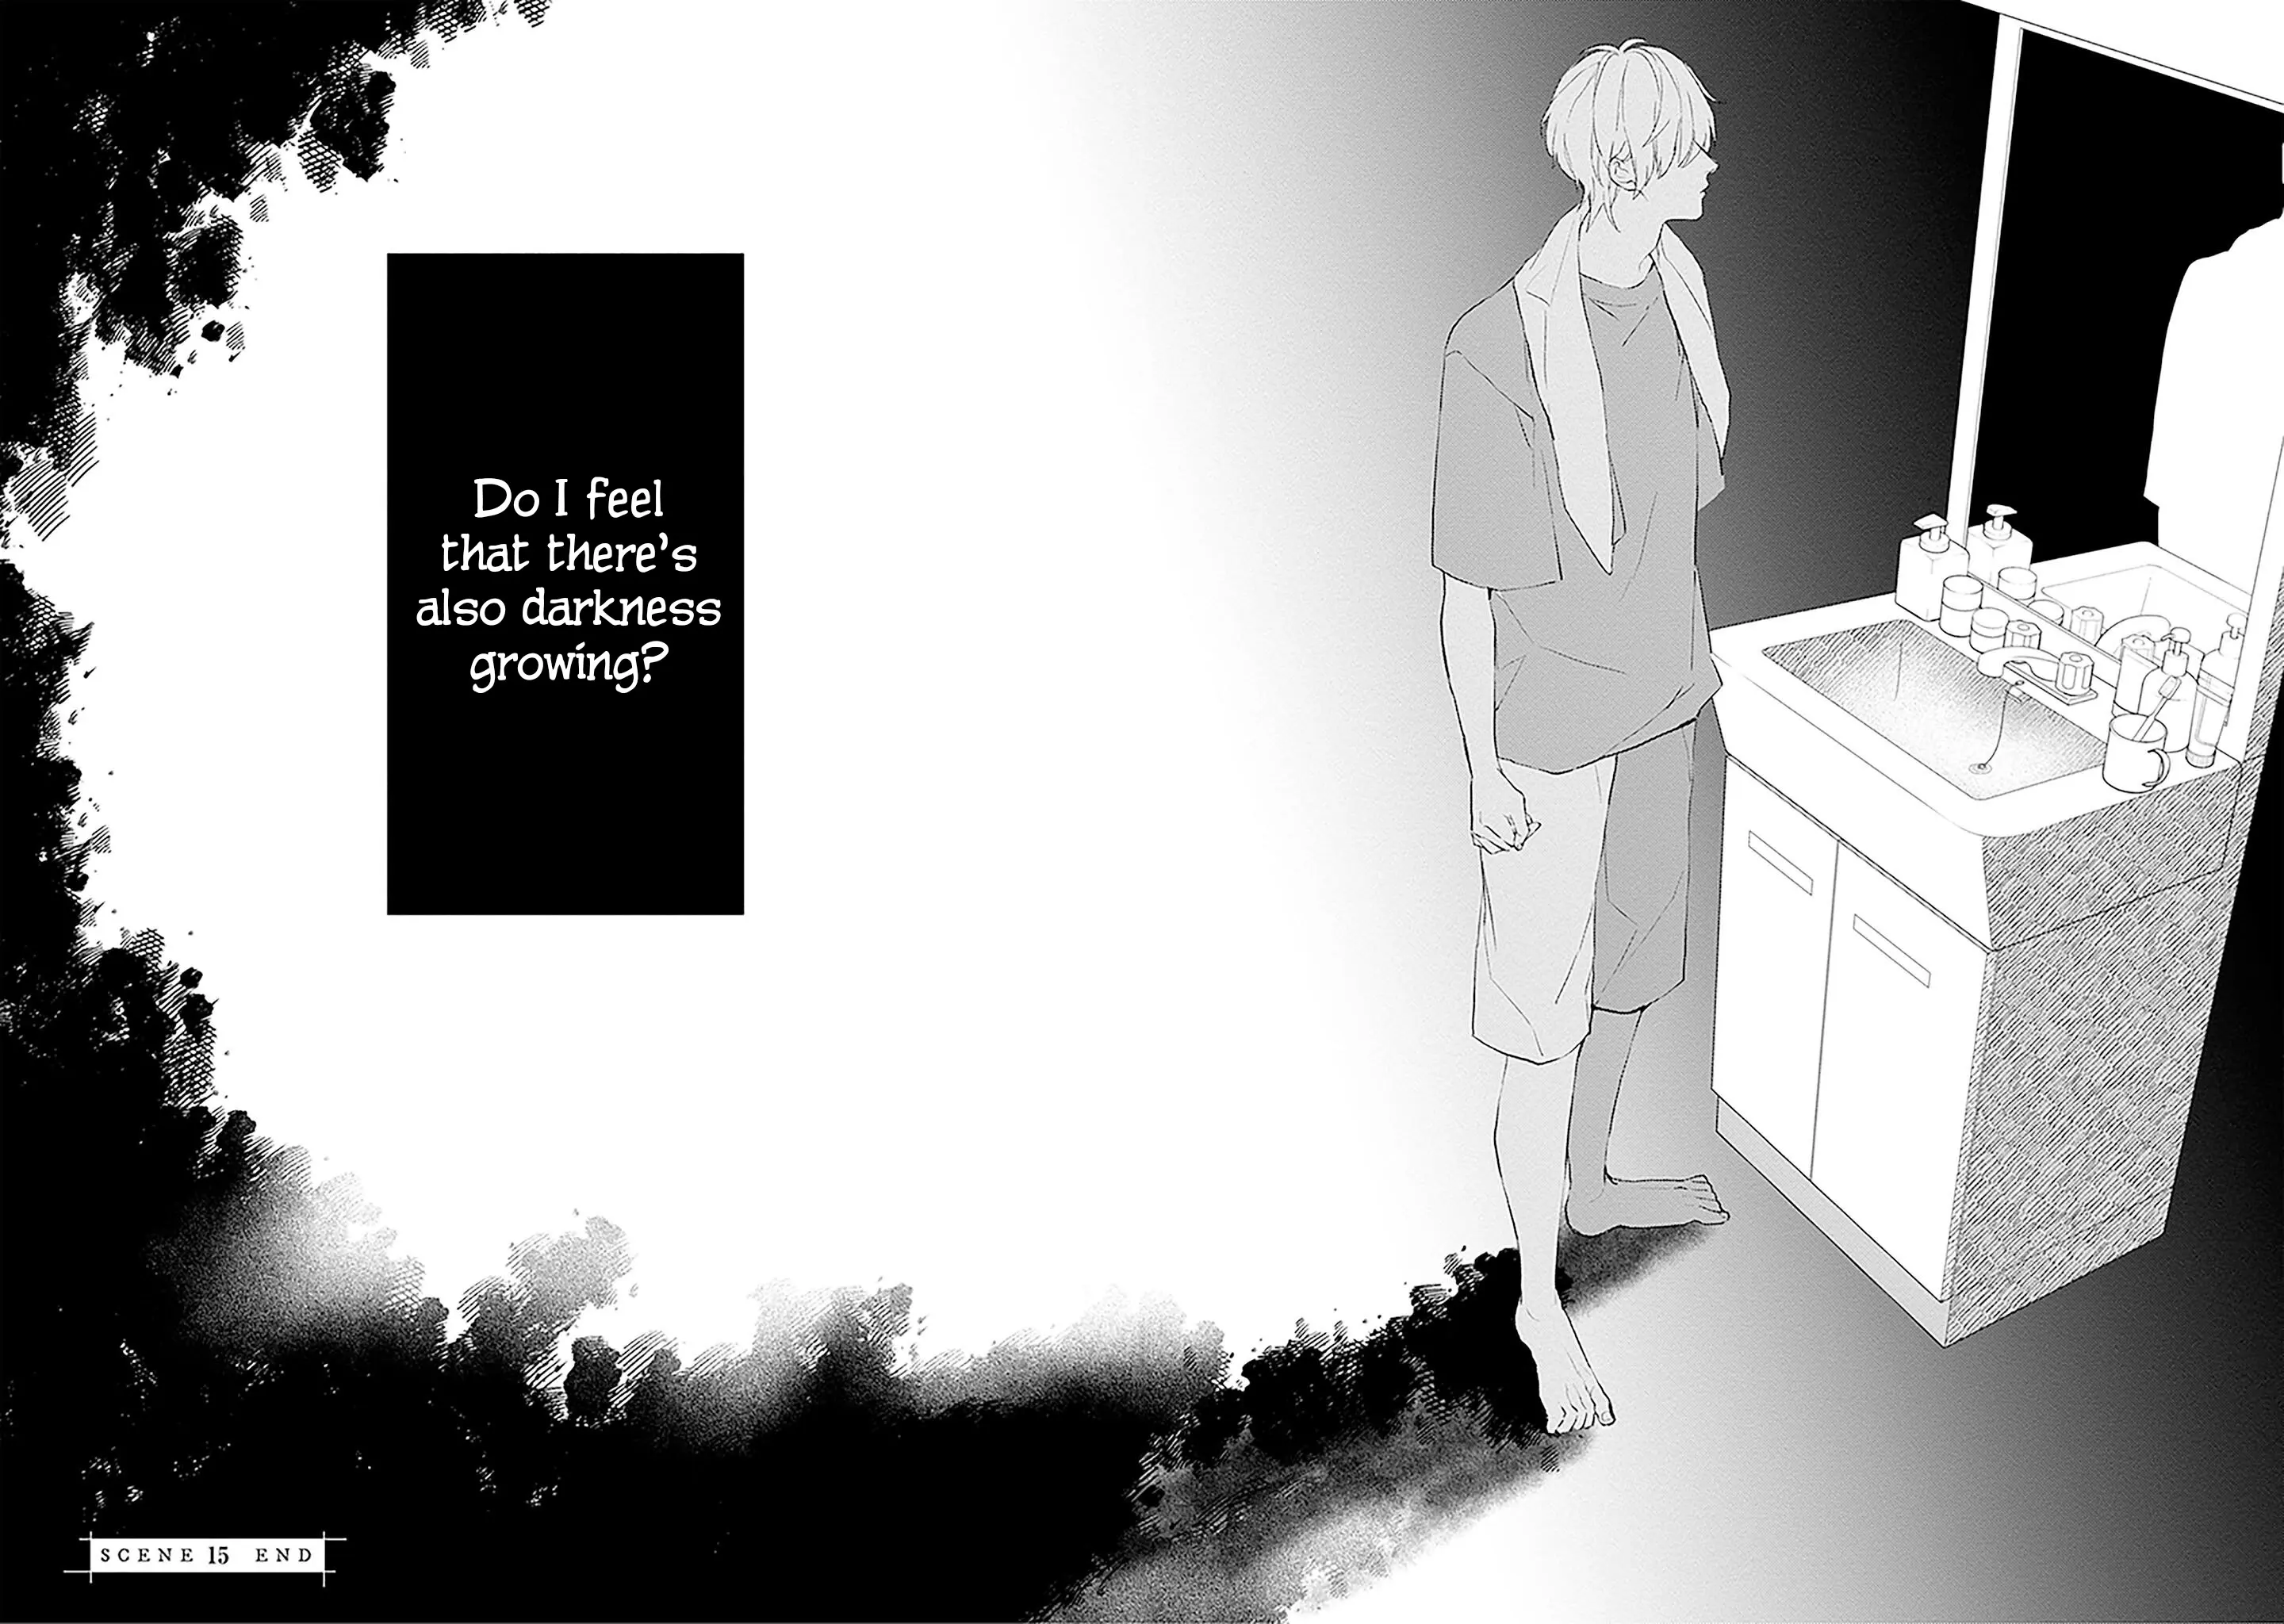 Do I feel
that there's
also darkness
growing?
SCENE 15 END